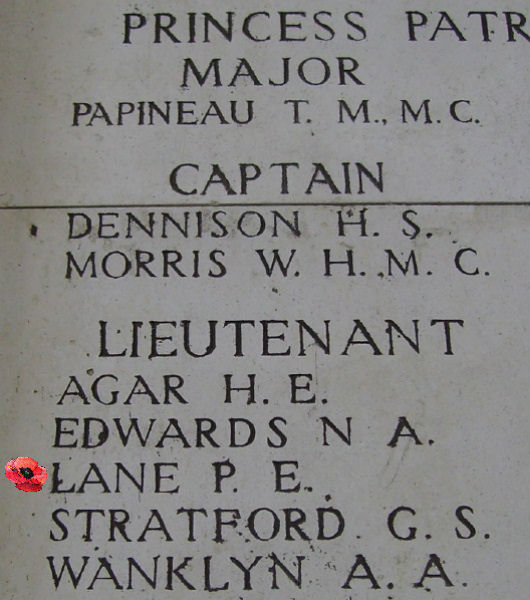 PRINCESS PATR
MAJOR
PAPINEAU T. M., M. C.
CAPTAIN
DENNISON H. S.
MORRIS W. H., M. C.
LIEUTENANT
AGAR H. E.
EDWARDS N A.
LANE P. E.
STRATFORD G. S.
WANKLYN A. A.